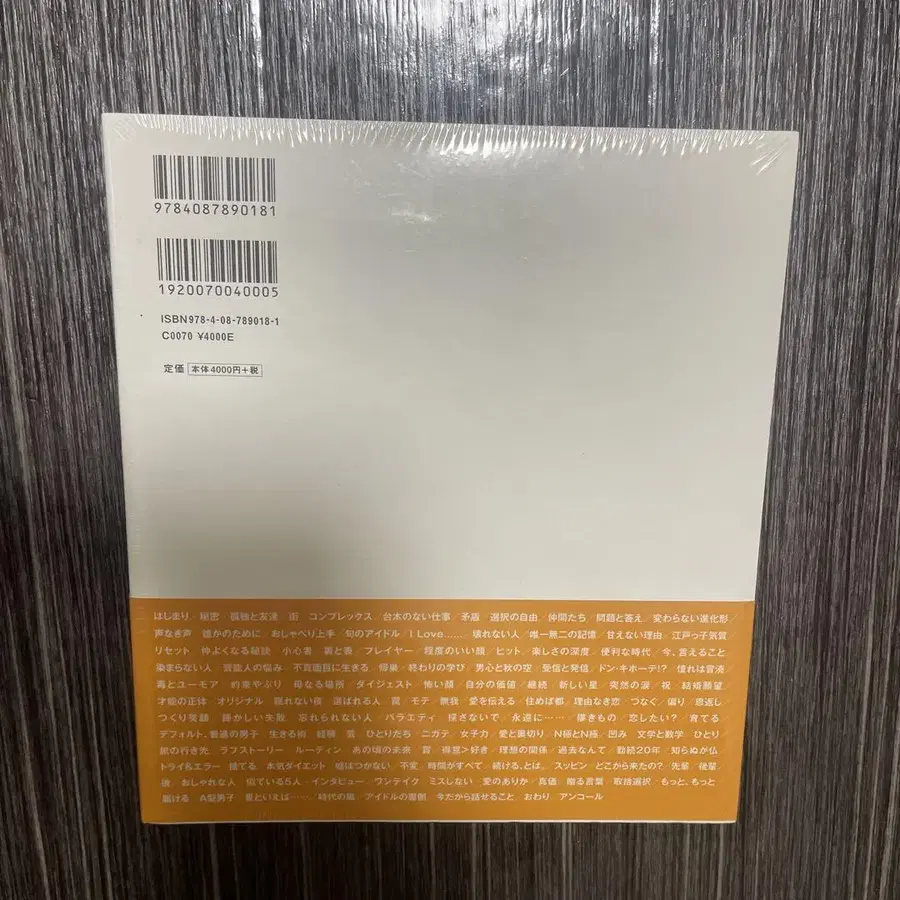 9784087890181
1920070040005
ISBN978-4-08-789018-1
C0070 ¥4000E
定価 本体4000円+税
はじまり/秘密/孤独と友達/街/コンプレックス/台本のない仕事/矛盾/選択の自由/仲間たち/問題と答え/変わらない進化形
声なき声/誰かのために/おしゃべり上手/旬のアイドル/I Love……/壊れない人/唯一無二の記憶/甘えない理由/江戸っ子気質
リセット/仲よくなる秘訣/小心者/親と表/フレイヤー/程度のいい顔/ヒット/楽しさの深度/便利な時代/今、言えること
染まらない人/芸能人の悩み/不真面目に生きる/帰巣/終わりの学び/男心と秋の空/受信と発信/ドン・キホーテ!?/憧れは冒涜
毒とユーモア/約束やぶり/母なる場所/ダイジェスト/怖い顔/自分の価値/継続/新しい星/突然の涙/祝/結婚願望
才能の正体/オリジナル/眠れない夜/選ばれる人/罠/モテ/無我/愛を伝える/住めば都/理由なき恋/つなぐ/偏り/恩返し
つくり笑顔/輝かしい失敗/忘れられない人/バラエティ/探さないで/永遠に……/儚きもの/恋したい?/育てる
デフォルト/普通の男子/生きる術/経験/雪/ひとりたち/ニガテ/女子力/愛と裏切り/N極とN極/凹み/文学と数学/ひとり
旅の行き先/ラブストーリー/ルーティン/あの頃の未来/賀/得意>好き/理想の関係/過去なんて/勤続20年/知らぬが仏
トライ&エラー/捨てる/本気ダイエット/嘘はつかない/不変/時間がすべて/続ける、とは。/スッピン/どこから来たの?/先輩、後輩
後/おしゃれな人/似ている5人/インタビュー/ワンテイク/ミスしない/愛のありか/真価/贈る言葉/取捨選択/もっと、もっと
届ける/A型男子/夏といえば……/時代の風/アイドルの覆側/今だから話せること/おわり/アンコール